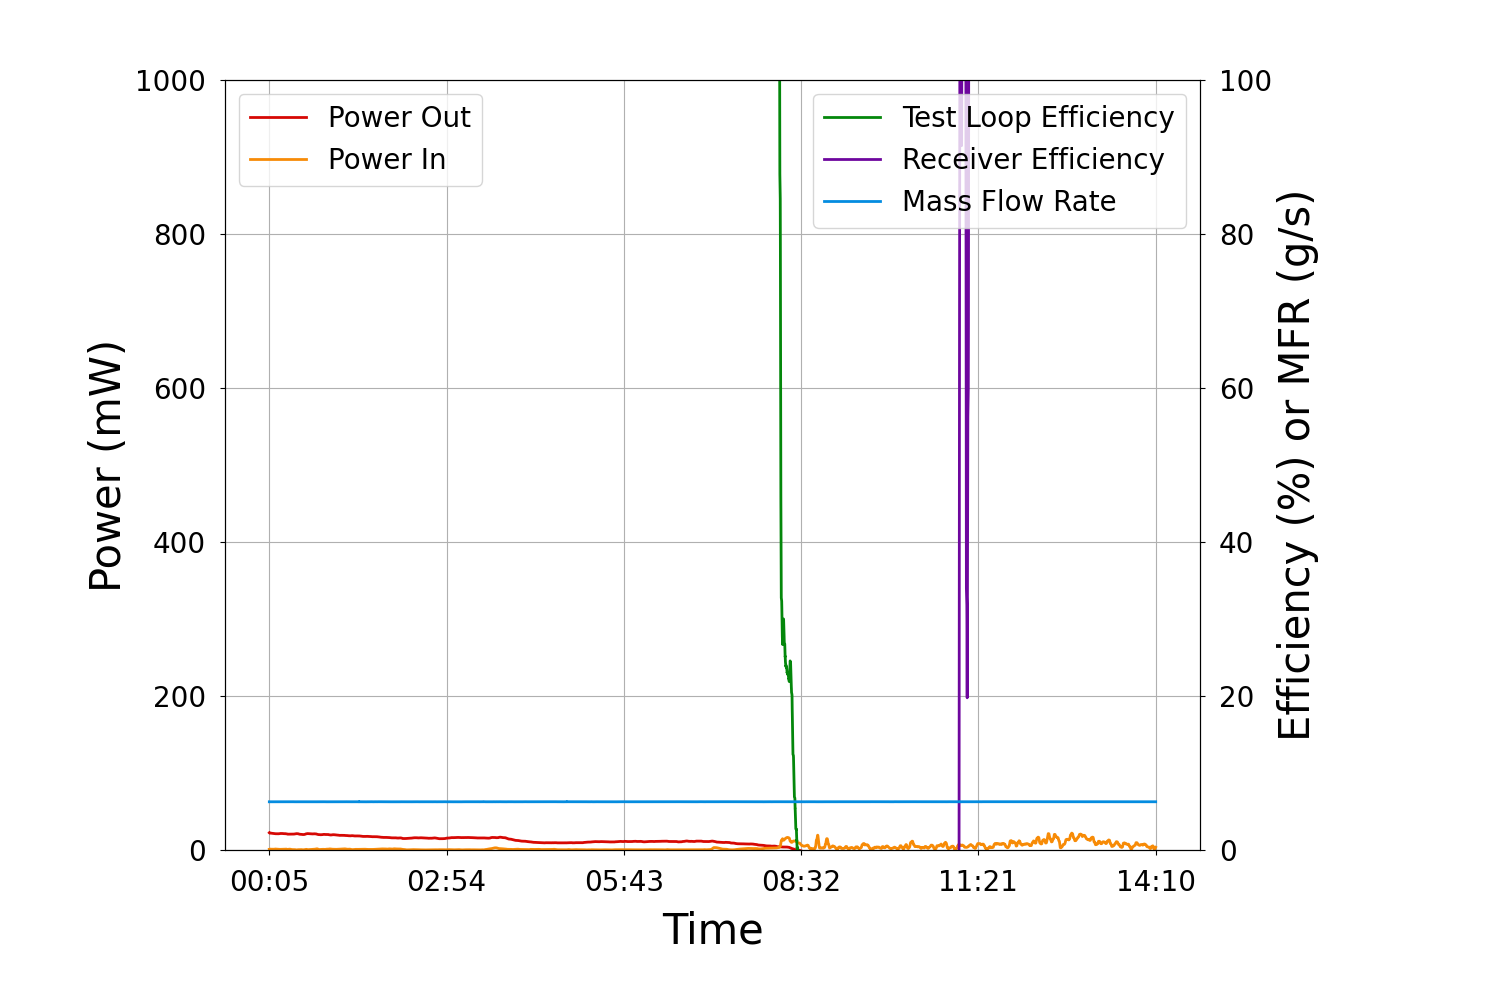 1000
800
600
400
200
0
Power (mW)
Power Out
Power In
Test Loop Efficiency
Receiver Efficiency
Mass Flow Rate
100
80
60
40
20
0
Efficiency (%) or MFR (g/s)
00:05 02:54 05:43 08:32 11:21 14:10
Time